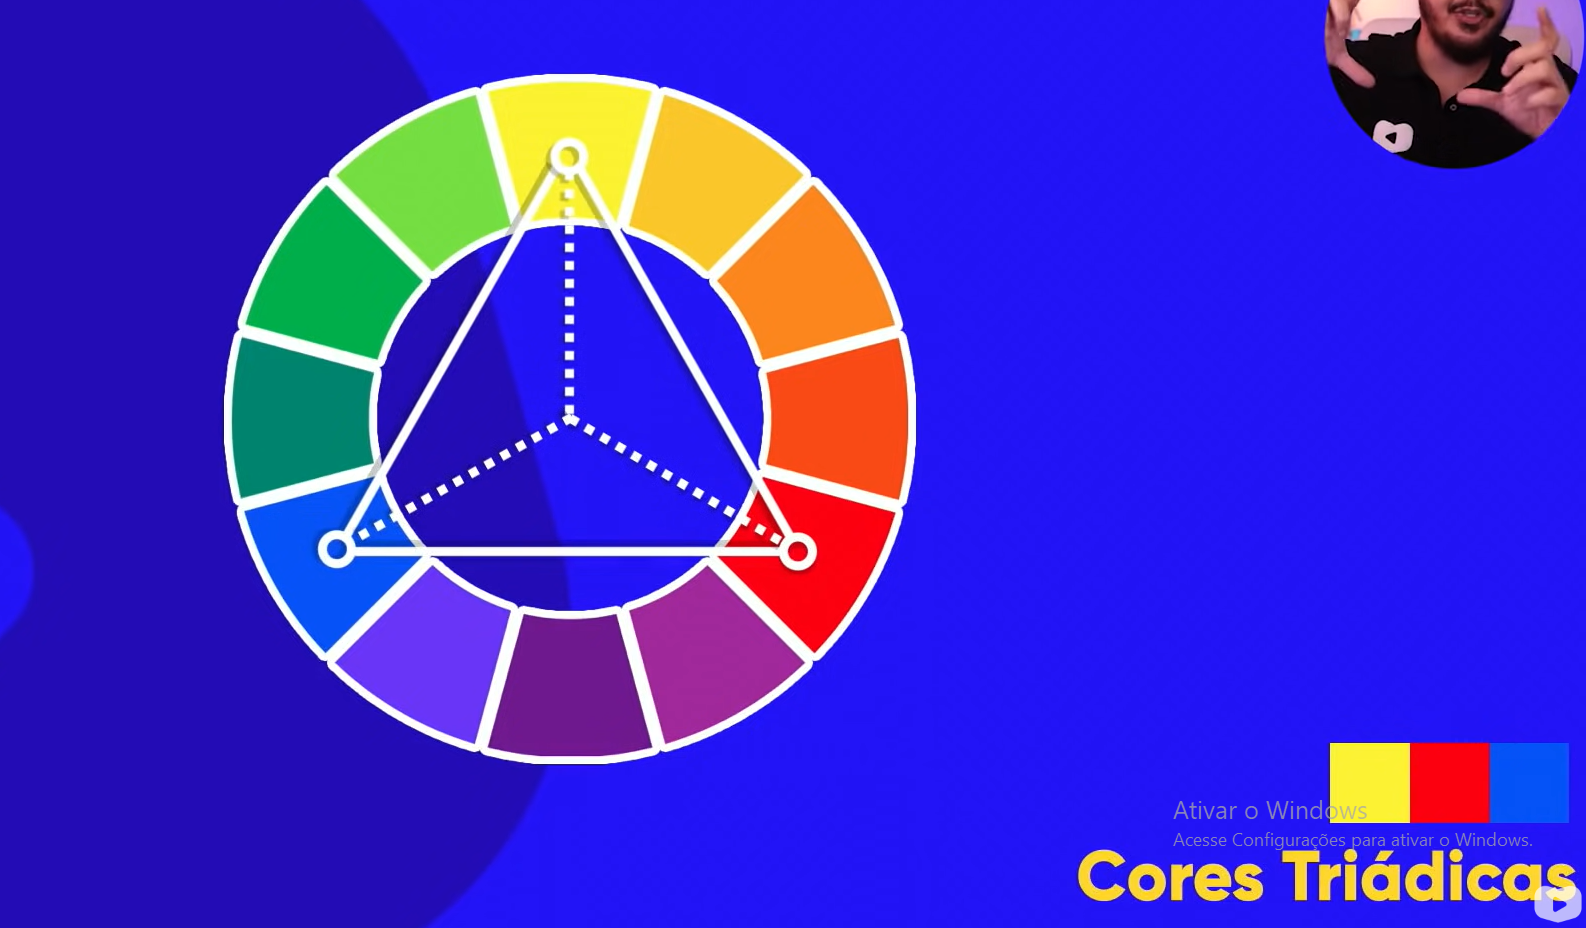 Ativar o Windows
Acesse Configurações para ativar o Windows.
Cores Triádicas